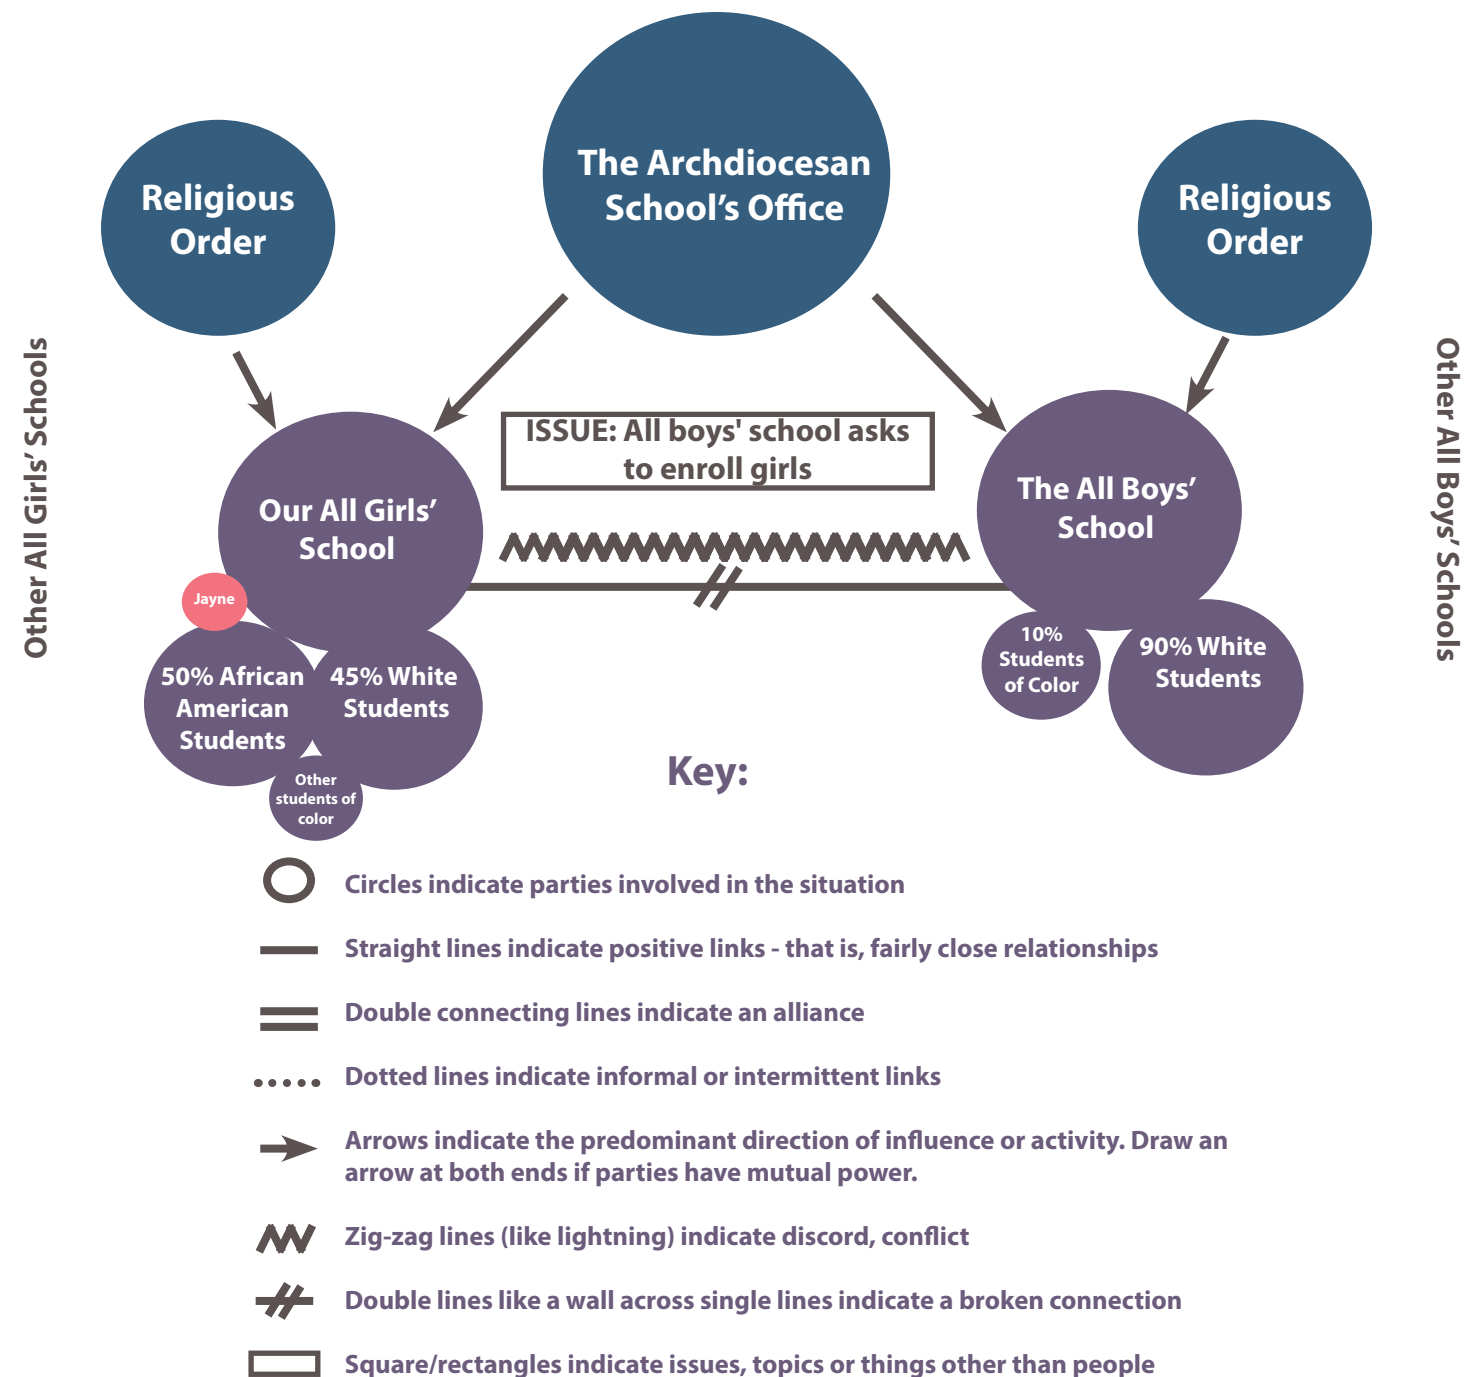 The Archdiocesan
School’s Office
Religious
Order
Religious
Order
Other All Girls’ Schools
Other All Boys’ Schools
ISSUE: All boys' school asks
to enroll girls
Our All Girls’
School
The All Boys’
School
Jayne
50% African
American
Students
45% White
Students
Other
students of
color
10%
Students
of Color
90% White
Students
Key:
Circles indicate parties involved in the situation
Straight lines indicate positive links - that is, fairly close relationships
Double connecting lines indicate an alliance
Dotted lines indicate informal or intermittent links
Arrows indicate the predominant direction of influence or activity. Draw an
arrow at both ends if parties have mutual power.
Zig-zag lines (like lightning) indicate discord, conflict
Double lines like a wall across single lines indicate a broken connection
Square/rectangles indicate issues, topics or things other than people